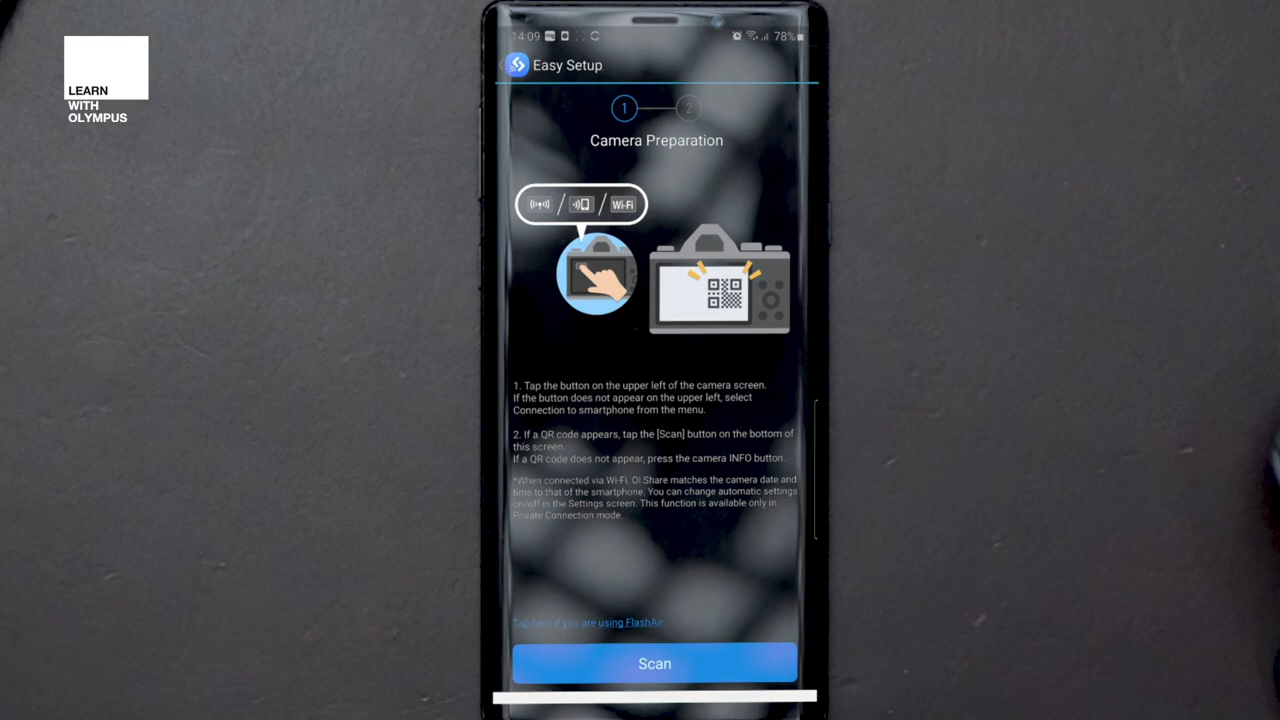 LEARN
WITH
OLYMPUS
14:09
78%
Easy Setup
1
2
Camera Preparation
Wi-Fi
1. Tap the button on the upper left of the camera screen.
If the button does not appear on the upper left, select
Connection to smartphone from the menu.
2. If a QR code appears, tap the [Scan] button on the bottom of
this screen
If a QR code does not appear, press the camera INFO button.
*When connected via Wi-Fi, OI.Share matches the camera date and
time to that of the smartphone. You can change automatic settings
on/off in the Settings screen. This function is available only in
Private Connection mode.
Tap here if you are using FlashAir.
Scan